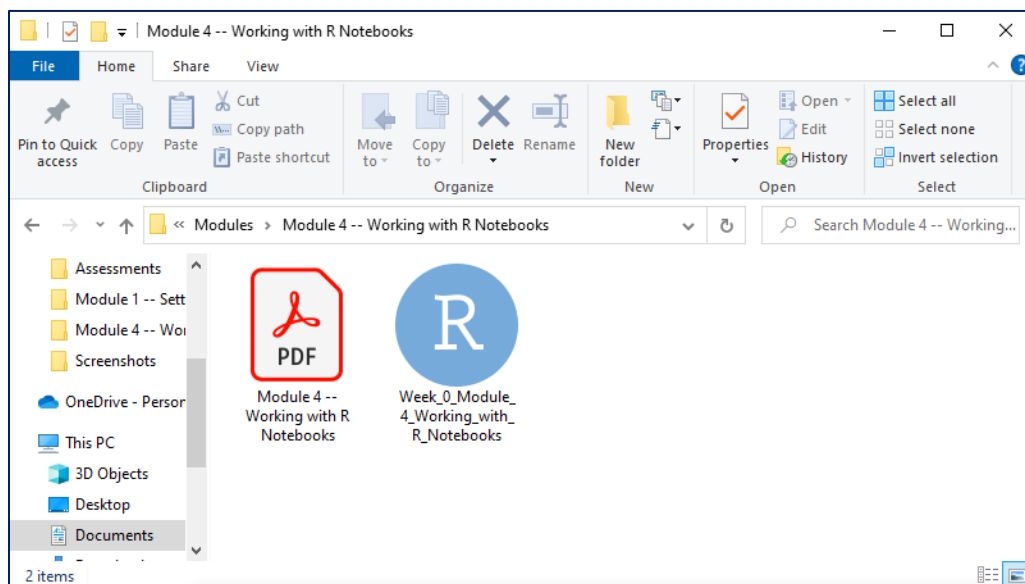 Module 4 -- Working with R Notebooks
File Home Share View
?
Pin to Quick access
Copy
Paste
Cut
W... Copy path
Paste shortcut
Move to
Copy to
Delete
Rename
New folder
Properties
Open
Edit
History
Select all
Select none
Invert selection
Clipboard
Organize
New
Open
Select
« Modules > Module 4 -- Working with R Notebooks
Search Module 4 -- Working...
Assessments
Module 1 -- Sett
Module 4 -- Wor
Screenshots
OneDrive - Person
This PC
3D Objects
Desktop
Documents
PDF
Module 4 --
Working with R
Notebooks
R
Week_0_Module_
4_Working_with_
R_Notebooks
2 items